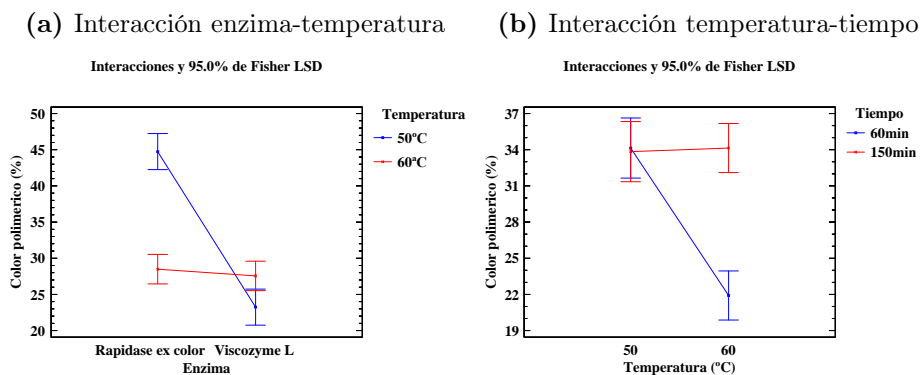 (a) Interacción enzima-temperatura
Interacciones y 95.0% de Fisher LSD
Color polimerico (%)
50
45
40
35
30
25
20
Rapidase ex color Viscozyme L
Enzima
Temperatura
50ºC
60ªC
(b) Interacción temperatura-tiempo
Interacciones y 95.0% de Fisher LSD
Color polimerico (%)
37
34
31
28
25
22
19
50 60
Temperatura (ºC)
Tiempo
60min
150min